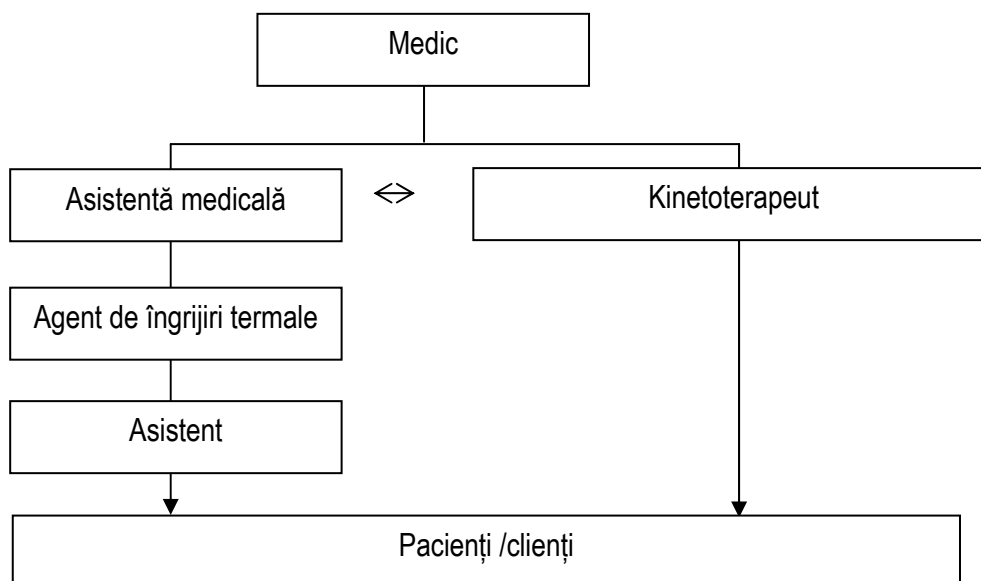 Medic
Asistentă medicală
Kinetoterapeut
Agent de îngrijiri termale
Asistent
Pacienți /clienți